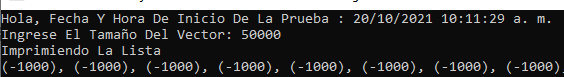 Hola, Fecha Y Hora De Inicio De La Prueba : 20/10/2021 10:11:29 a. m.
Ingrese El Tamaño Del Vector: 50000
Imprimiendo La Lista
(-1000), (-1000), (-1000), (-1000), (-1000), (-1000), (-1000), (-1000),